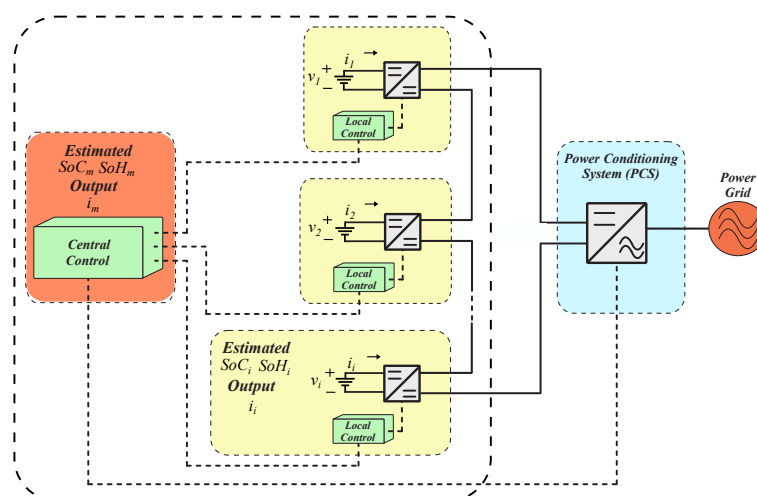 Estimated
SoCm SoHm
Output
im
Central
Control
i1
v1
+
−
Local
Control
i2
v2
+
−
Local
Control
Estimated
SoCi SoHi
Output
ii
ii
vi
+
−
Local
Control
Power Conditioning
System (PCS)
Power
Grid